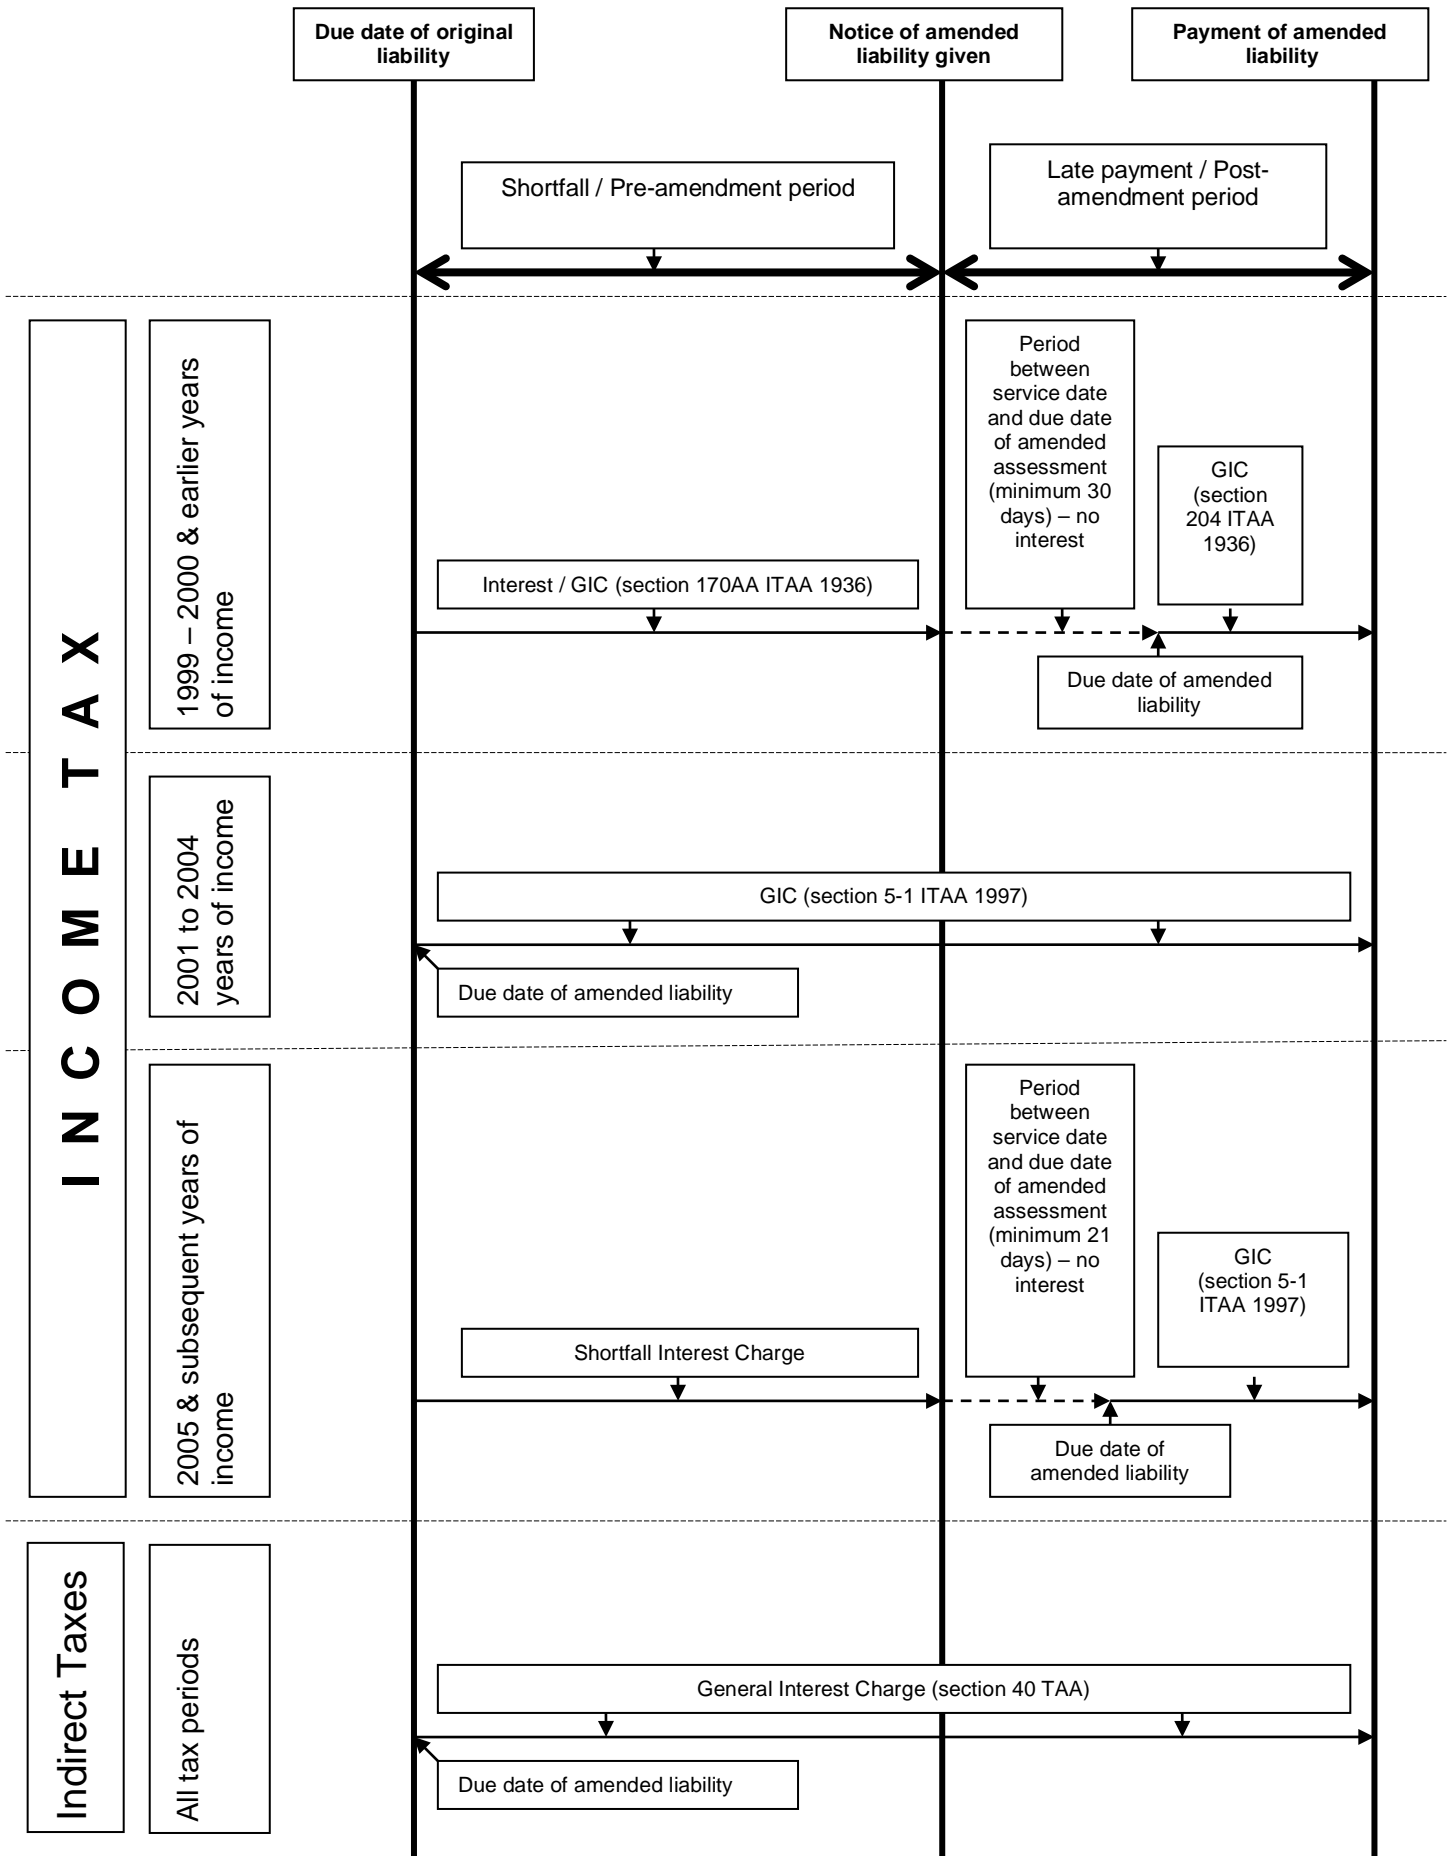 Due date of original
liability
Notice of amended
liability given
Payment of amended
liability
Shortfall / Pre-amendment period
Late payment / Post-
amendment period
INCOME TAX
1999 – 2000 & earlier years
of income
Period
between
service date
and due date
of amended
assessment
(minimum 30
days) – no
interest
GIC
(section
204 ITAA
1936)
Interest / GIC (section 170AA ITAA 1936)
Due date of amended
liability
2001 to 2004
years of income
GIC (section 5-1 ITAA 1997)
Due date of amended liability
2005 & subsequent years of
income
Period
between
service date
and due date
of amended
assessment
(minimum 21
days) – no
interest
GIC
(section 5-1
ITAA 1997)
Shortfall Interest Charge
Due date of
amended liability
Indirect Taxes
All tax periods
General Interest Charge (section 40 TAA)
Due date of amended liability